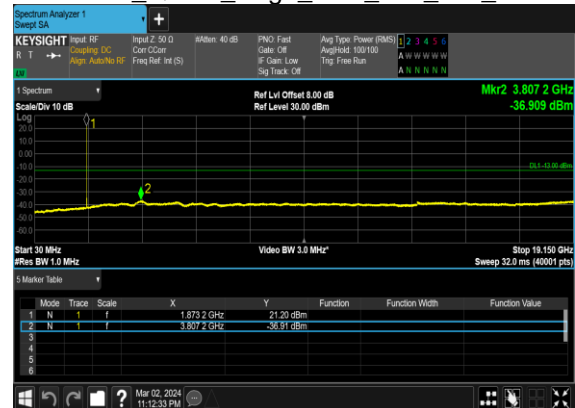 Spectrum Analyzer 1
Swept SA
+
KEYSIGHT Input: RF Input Z: 50 Ω #Atten: 40 dB PNO: Fast Avg Type: Power (RMS) 1 2 3 4 5 6
R T Coupling: DC Corr CCorr Gate: Off Avg|Hold: 100/100 A W W W W W
Align: Auto/No RF Freq Ref: Int (S) IF Gain: Low Trig: Free Run
LXI Sig Track: Off A N N N N N
1 Spectrum Ref Lvl Offset 8.00 dB Mkr2 3.807 2 GHz
Scale/Div 10 dB Ref Level 30.00 dBm -36.909 dBm
Log
1
20.0
10.0
0.00
-10.0
DL1 -13.00 dBm
-20.0
2
-30.0
-40.0
-50.0
-60.0
Start 30 MHz Video BW 3.0 MHz* Stop 19.150 GHz
#Res BW 1.0 MHz Sweep 32.0 ms (40001 pts)
5 Marker Table
Mode Trace Scale X Y Function Function Width Function Value
1 N 1 f 1.873 2 GHz 21.20 dBm
2 N 1 f 3.807 2 GHz -36.91 dBm
3
4
5
6
? Mar 02, 2024
11:12:33 PM